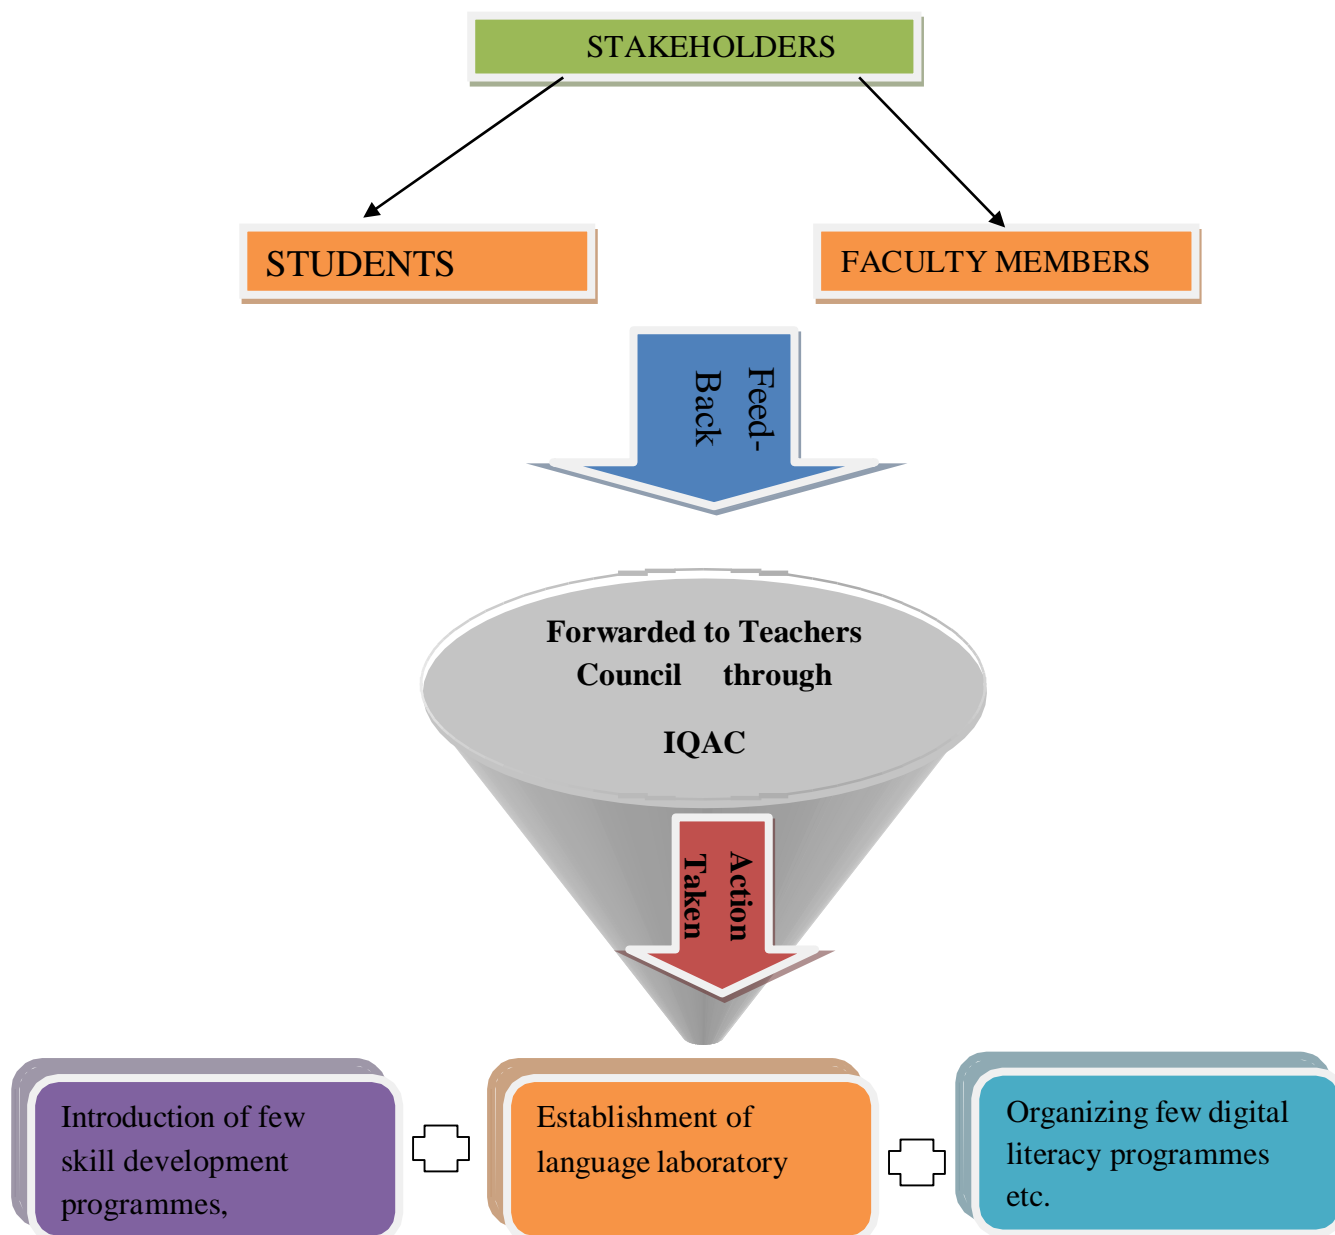 STAKEHOLDERS
STUDENTS
FACULTY MEMBERS
Feed-
Back
Forwarded to Teachers
Council through
IQAC
Action
Taken
Introduction of few
skill development
programmes,
Establishment of
language laboratory
Organizing few digital
literacy programmes
etc.